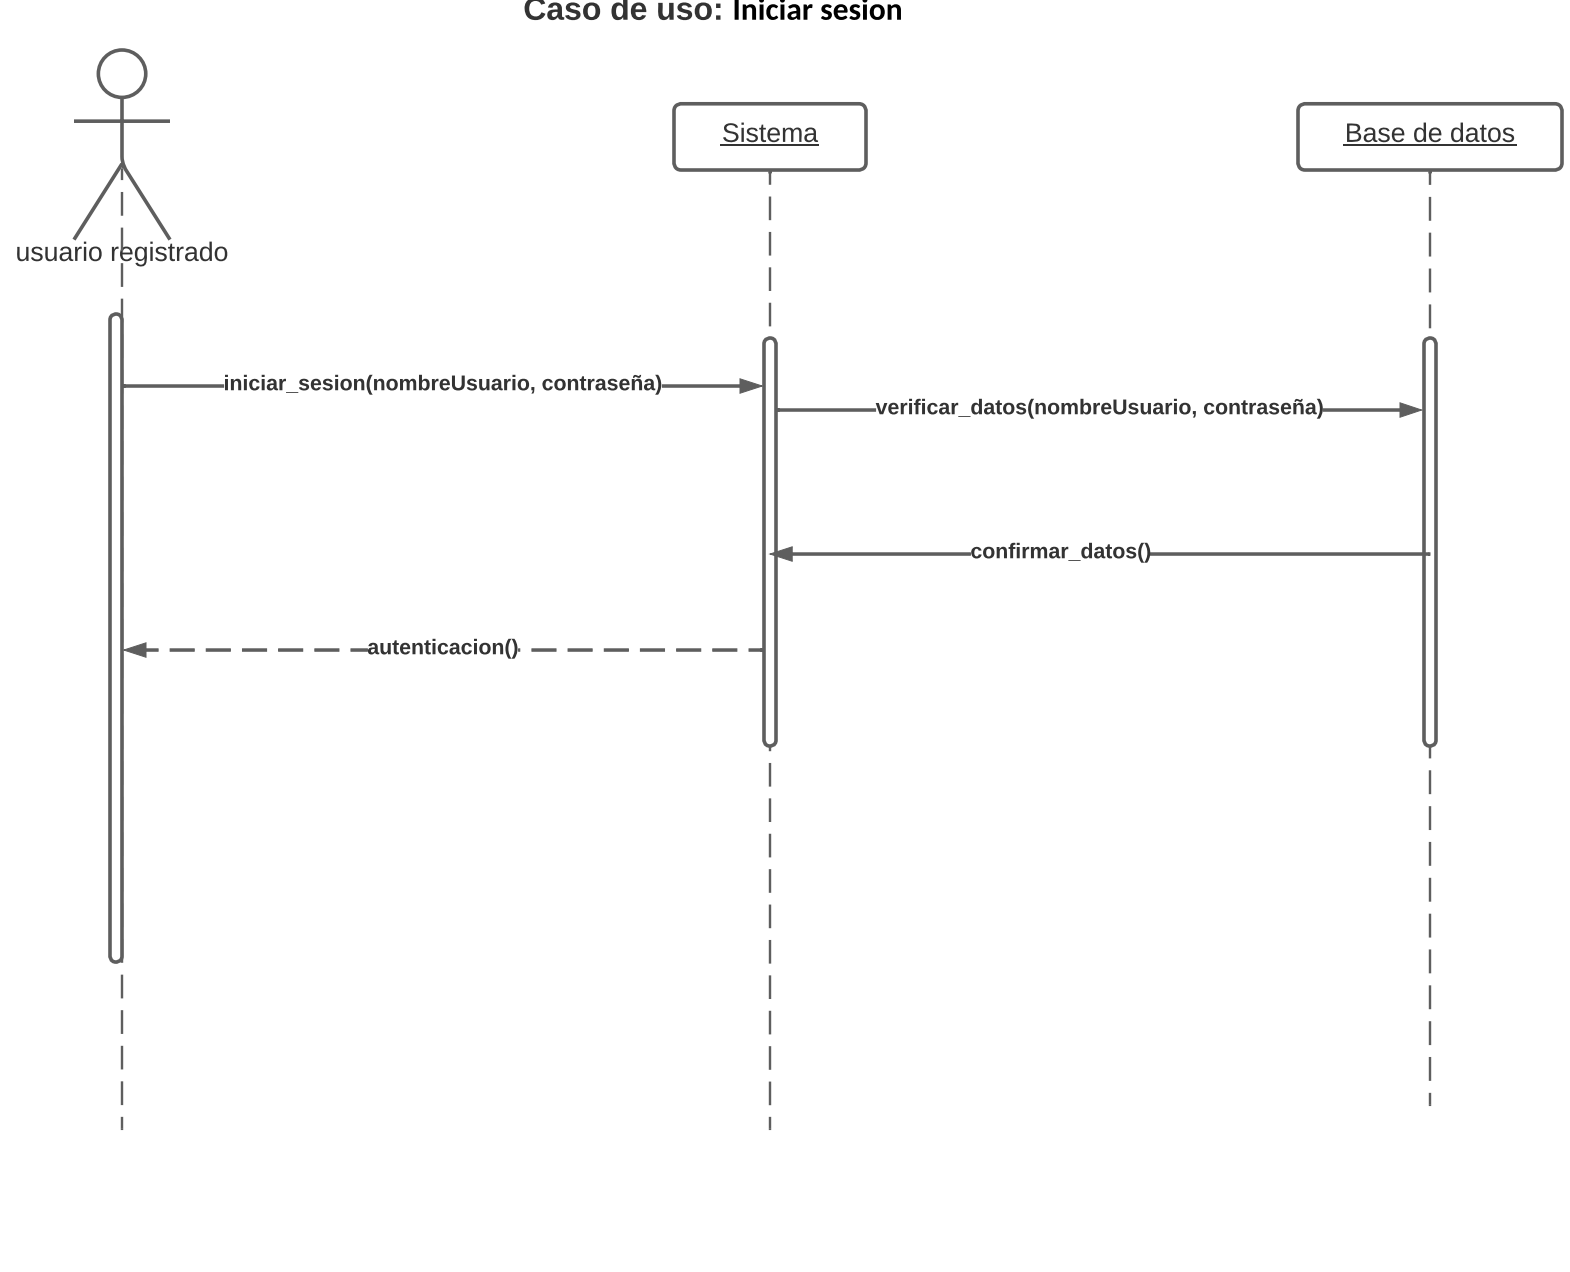 Caso de uso: Iniciar sesion
Sistema
Base de datos
usuario registrado
iniciar_sesion(nombreUsuario, contraseña)
verificar_datos(nombreUsuario, contraseña)
confirmar_datos()
autenticacion()